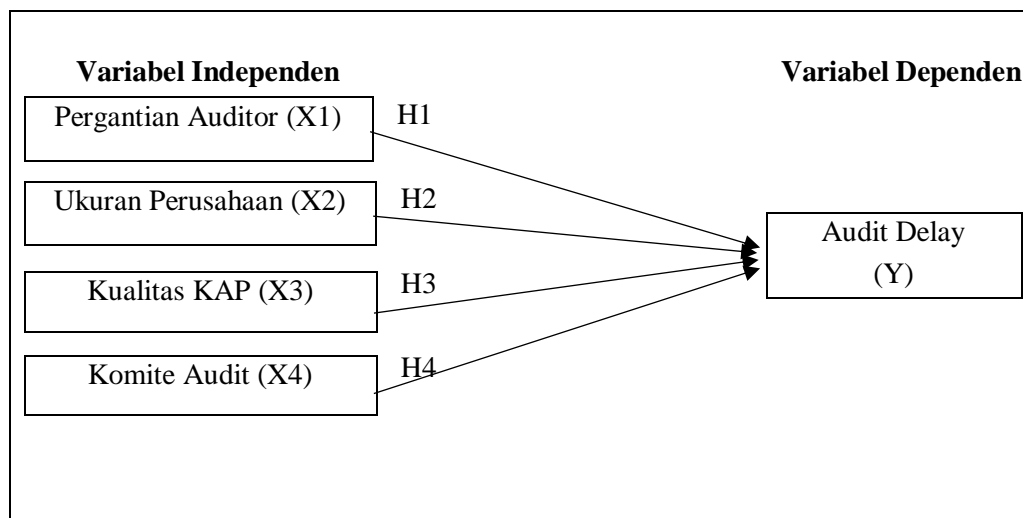 Variabel Independen
Variabel Dependen
Pergantian Auditor (X1)
H1
Ukuran Perusahaan (X2)
H2
Kualitas KAP (X3)
H3
Komite Audit (X4)
H4
Audit Delay
(Y)